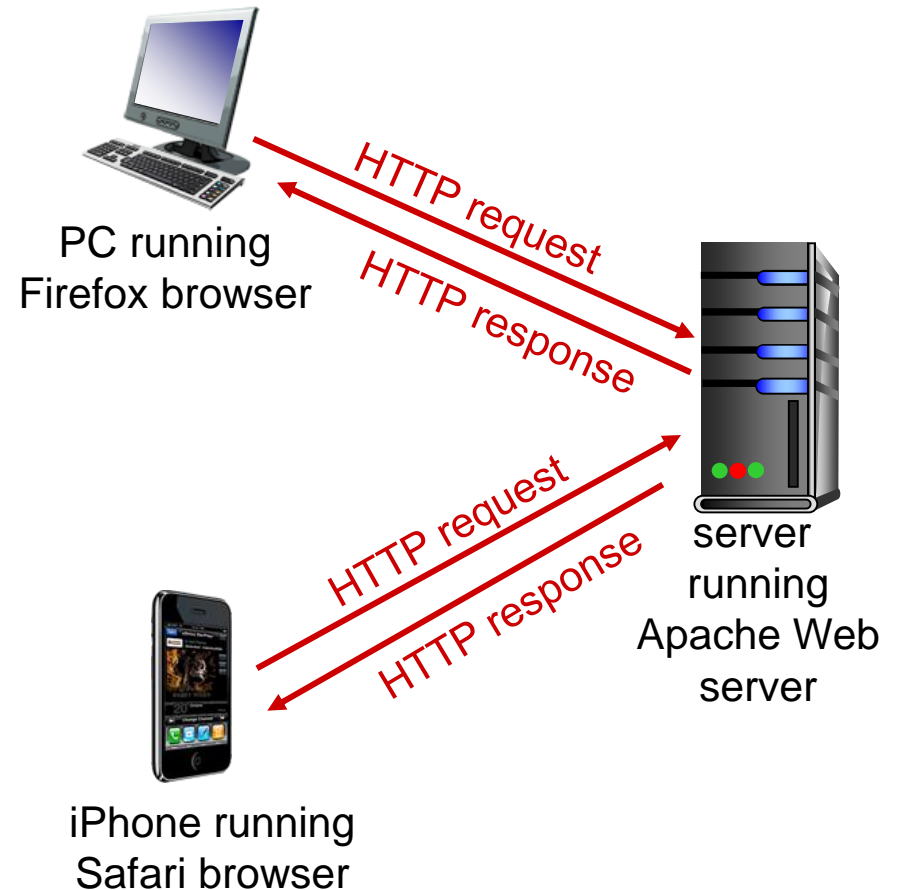 HTTP request
HTTP response
PC running
Firefox browser
HTTP request
HTTP response
server
running
Apache Web
server
iPhone running
Safari browser